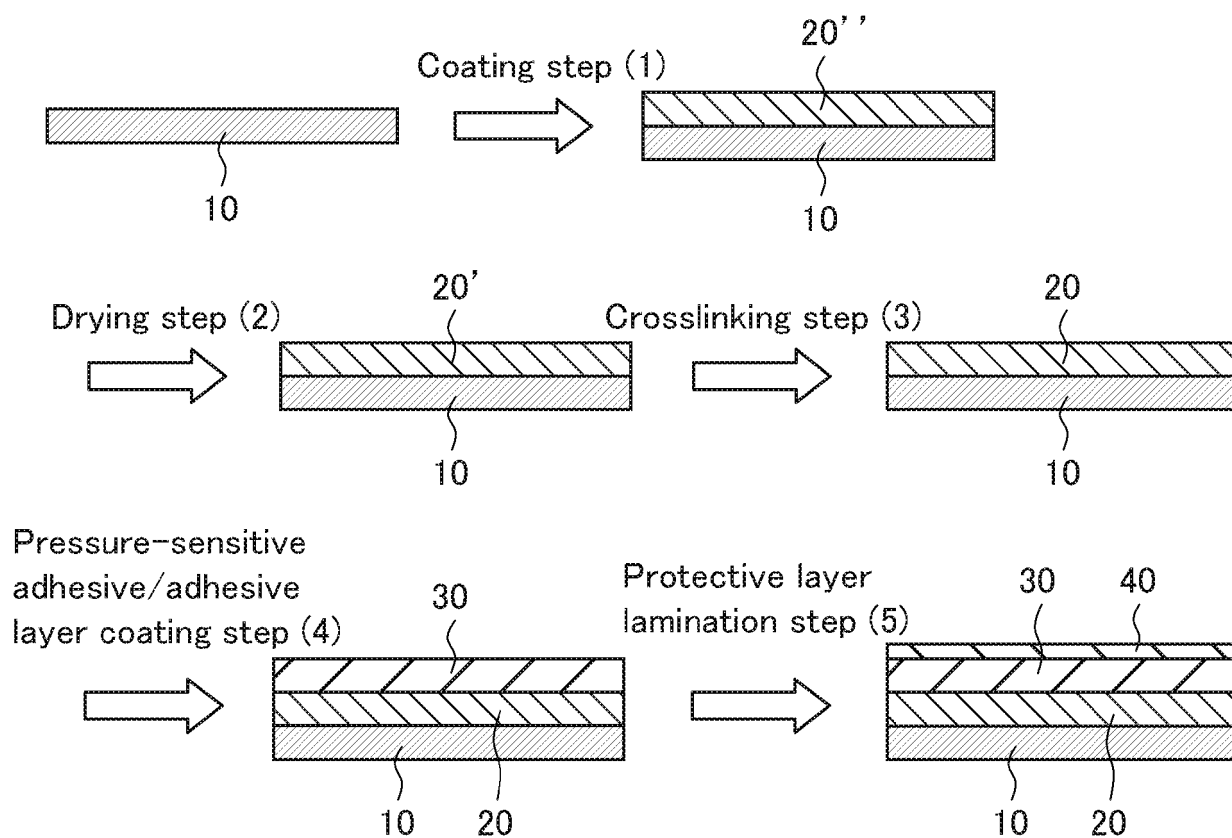 20''
Coating step (1)
10
10
20'
20
Drying step (2)
Crosslinking step (3)
10
10
Pressure-sensitive
adhesive/adhesive
layer coating step (4)
30
Protective layer
lamination step (5)
30
40
10
20
10
20